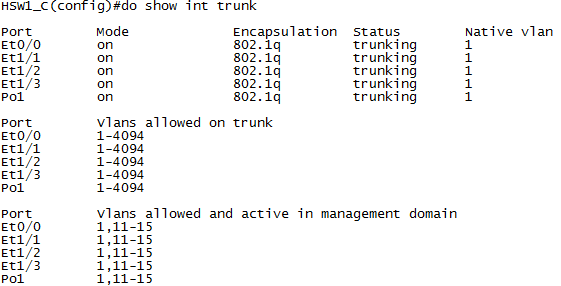 HSW1_C(config)#do show int trunk
Port Mode Encapsulation Status Native vlan
Et0/0 on 802.1q trunking 1
Et1/1 on 802.1q trunking 1
Et1/2 on 802.1q trunking 1
Et1/3 on 802.1q trunking 1
Po1 on 802.1q trunking 1
Port Vlans allowed on trunk
Et0/0 1-4094
Et1/1 1-4094
Et1/2 1-4094
Et1/3 1-4094
Po1 1-4094
Port Vlans allowed and active in management domain
Et0/0 1,11-15
Et1/1 1,11-15
Et1/2 1,11-15
Et1/3 1,11-15
Po1 1,11-15